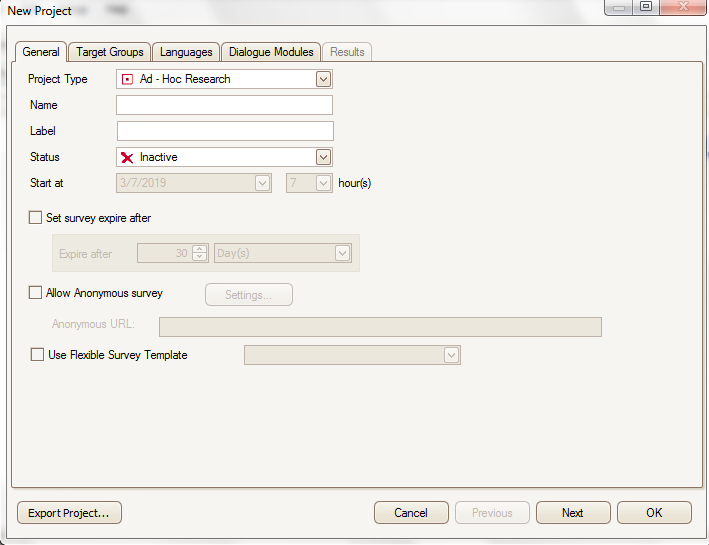 New Project
General Target Groups Languages Dialogue Modules Results
Project Type Ad - Hoc Research
Name
Label
Status Inactive
Start at 3/7/2019 7 hour(s)
Set survey expire after
Expire after 30 Day(s)
Allow Anonymous survey Settings...
Anonymous URL:
Use Flexible Survey Template
Export Project... Cancel Previous Next OK